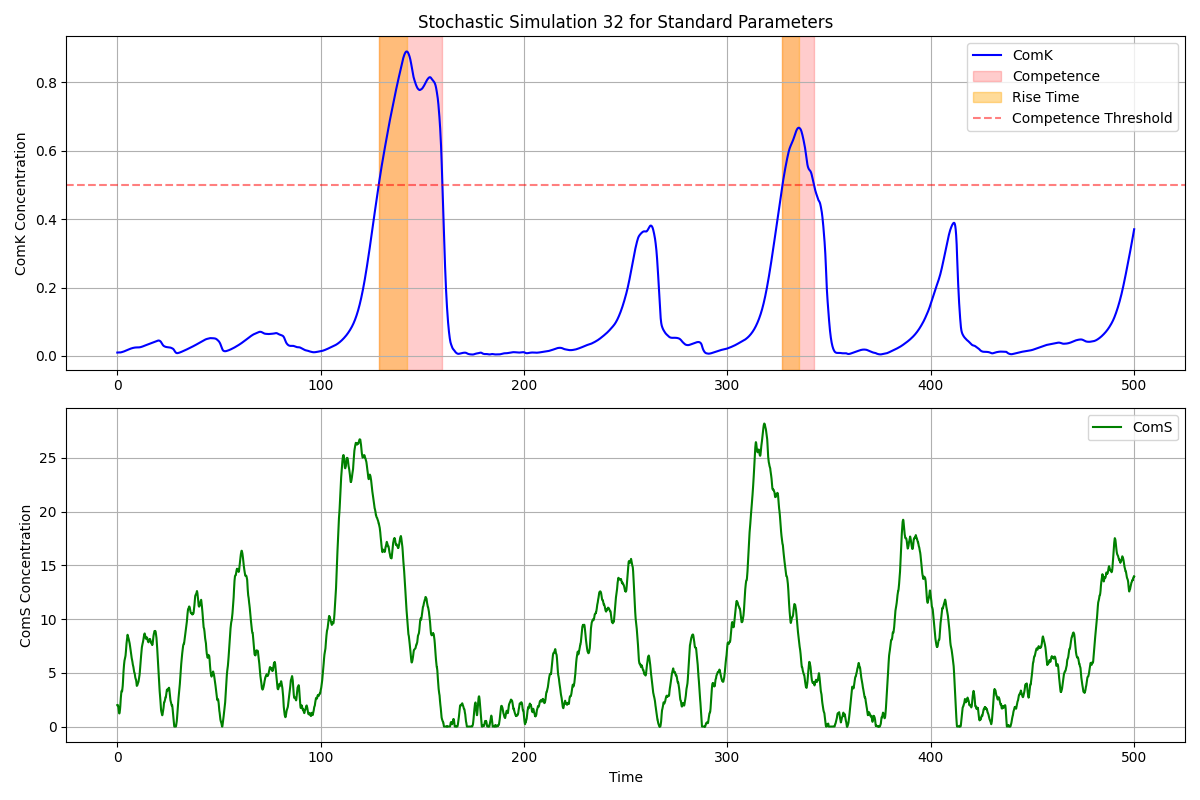 Stochastic Simulation 32 for Standard Parameters
ComK Concentration
0.8
0.6
0.4
0.2
0.0
ComK
Competence
Rise Time
Competence Threshold
0 100 200 300 400 500
ComS Concentration
25
20
15
10
5
0
ComS
0 100 200 300 400 500
Time